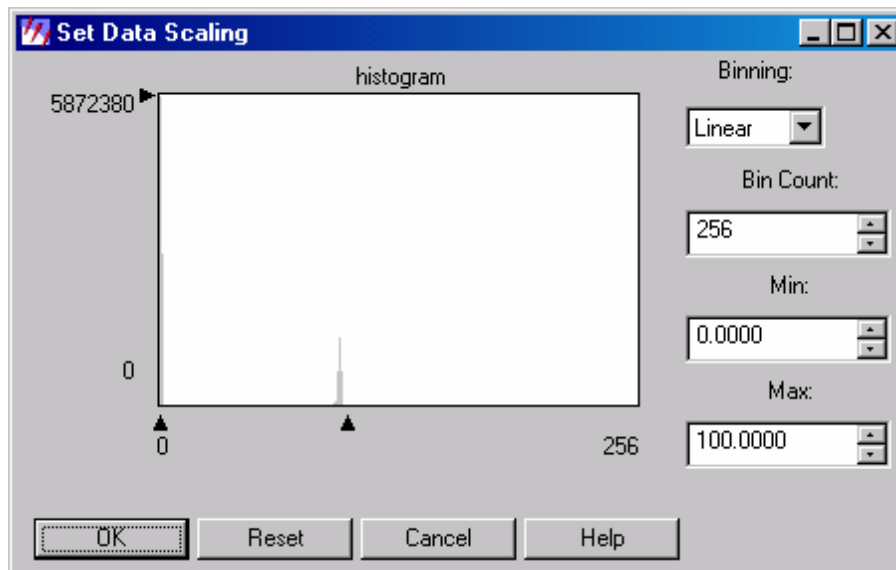 Set Data Scaling
histogram
5872380
0
0
256
Binning:
Linear
Bin Count:
256
Min:
0.0000
Max:
100.0000
OK
Reset
Cancel
Help